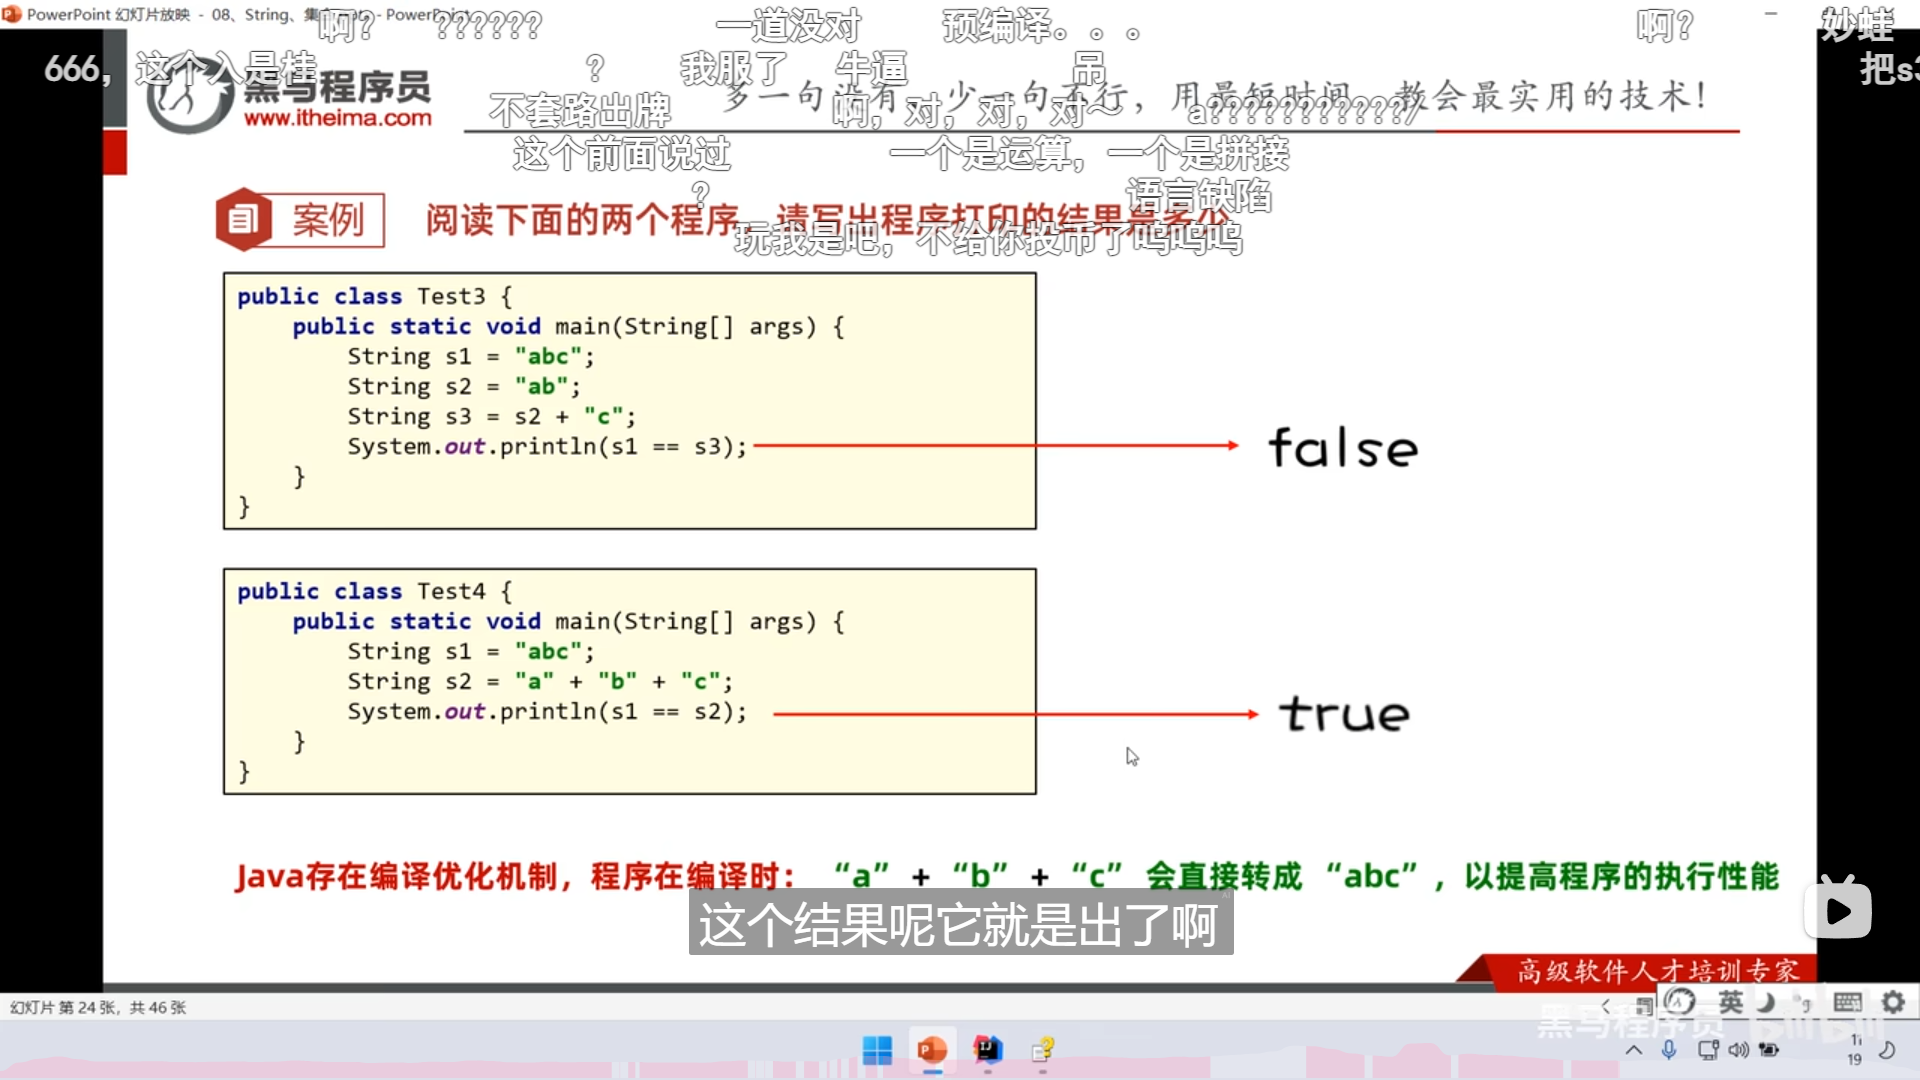 PowerPoint 幻灯片放映 - 08、String、集
- PowerPoint
啊?
??????
一道没对
预编译。。。
啊?
妙蛙
666,
这个入是桂
?
我服了
牛逼
吊
把s3
黑马程序员
www.itheima.com
不套路出牌
啊，对，对，对~
a???????????/
多一句没有，少一句不行，用最短时间，教会最实用的技术！
这个前面说过
一个是运算，一个是拼接
?
语言缺陷
案例
阅读下面的两个程序，请写出程序打印的结果是多少
玩我是吧，不给你投币了呜呜呜
public class Test3 {
public static void main(String[] args) {
String s1 = "abc";
String s2 = "ab";
String s3 = s2 + "c";
System.out.println(s1 == s3);
false
}
}
public class Test4 {
public static void main(String[] args) {
String s1 = "abc";
String s2 = "a" + "b" + "c";
System.out.println(s1 == s2);
true
}
}
Java存在编译优化机制，程序在编译时： “a” + “b” + “c” 会直接转成 “abc”，以提高程序的执行性能
这个结果呢它就是出了啊
高级软件人才培训专家
幻灯片 第 24 张，共 46 张
英
黑马程序员
bilibili
19